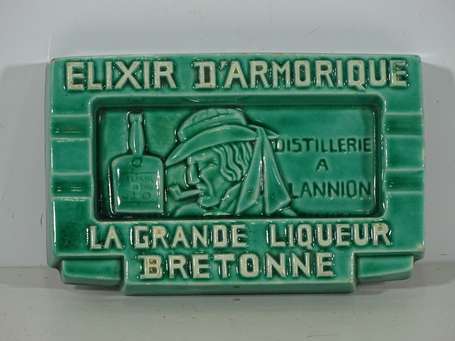 ELIXIR D'ARMORIQUE
DISTILLERIE
A
LANNION
LA GRANDE LIQUEUR
BRETONNE